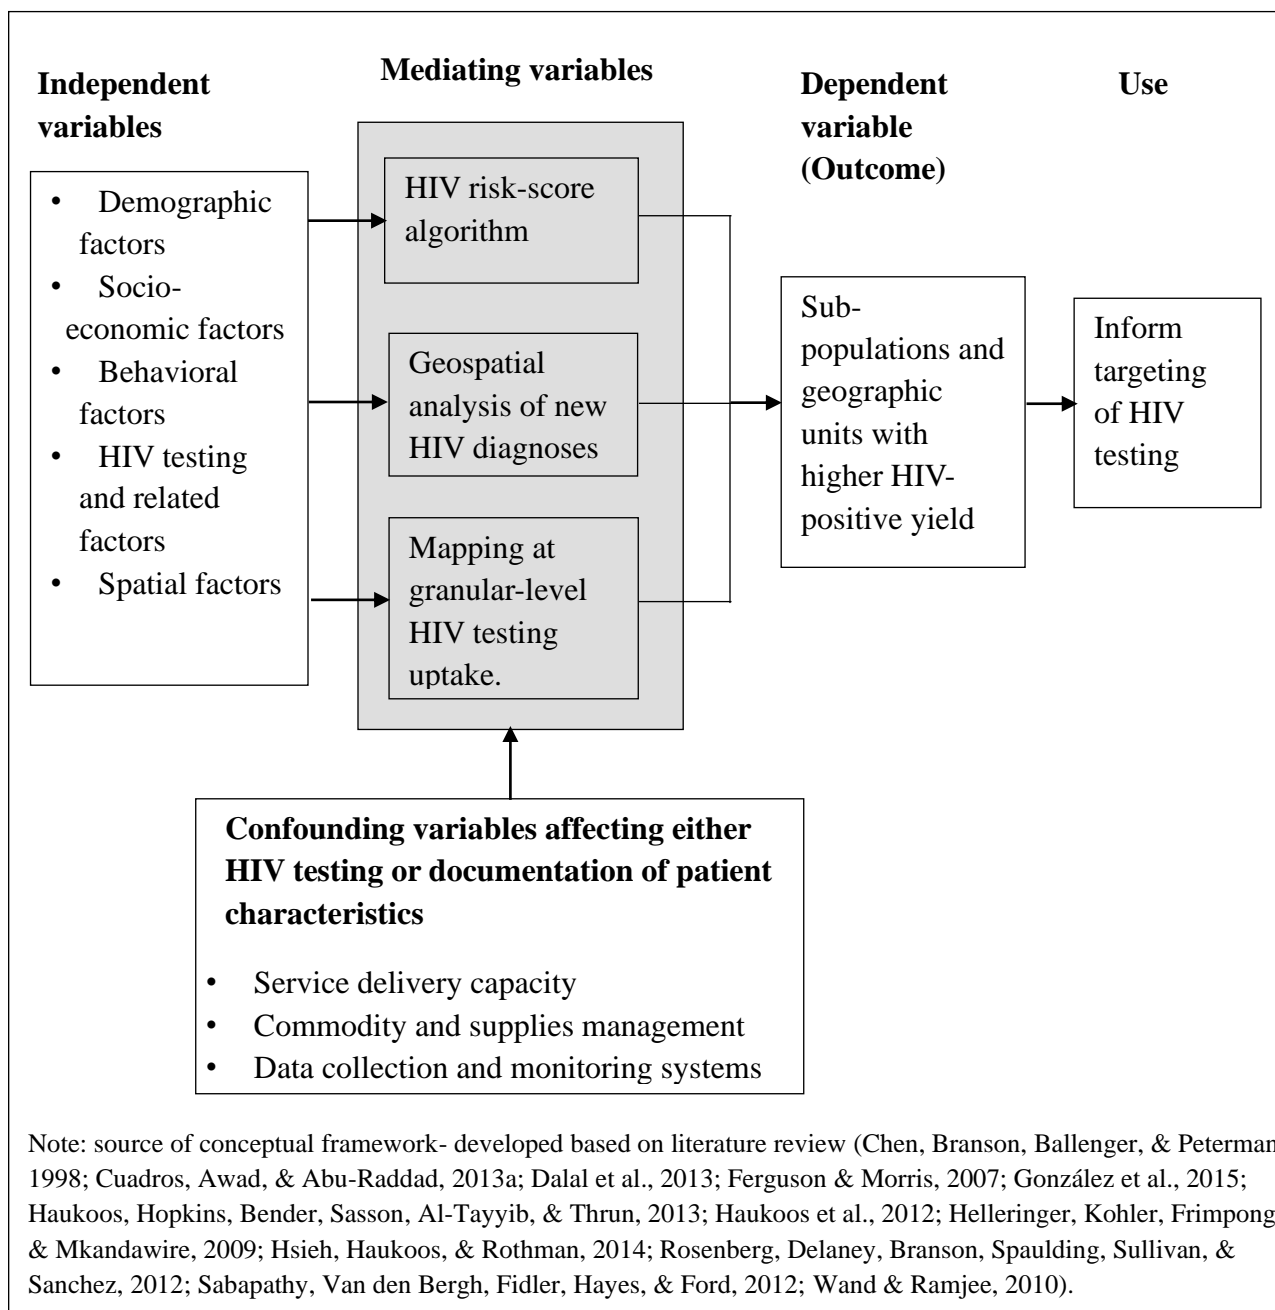 Independent
variables
Mediating variables
Dependent
variable
(Outcome)
Use
• Demographic
factors
• Socio-
economic factors
• Behavioral
factors
• HIV testing
and related
factors
• Spatial factors
HIV risk-score
algorithm
Geospatial
analysis of new
HIV diagnoses
Mapping at
granular-level
HIV testing
uptake.
Sub-
populations and
geographic
units with
higher HIV-
positive yield
Inform
targeting
of HIV
testing
Confounding variables affecting either
HIV testing or documentation of patient
characteristics
• Service delivery capacity
• Commodity and supplies management
• Data collection and monitoring systems
Note: source of conceptual framework- developed based on literature review (Chen, Branson, Ballenger, & Peterman
1998; Cuadros, Awad, & Abu-Raddad, 2013a; Dalal et al., 2013; Ferguson & Morris, 2007; González et al., 2015;
Haukoos, Hopkins, Bender, Sasson, Al-Tayyib, & Thrun, 2013; Haukoos et al., 2012; Helleringer, Kohler, Frimpong
& Mkandawire, 2009; Hsieh, Haukoos, & Rothman, 2014; Rosenberg, Delaney, Branson, Spaulding, Sullivan, &
Sanchez, 2012; Sabapathy, Van den Bergh, Fidler, Hayes, & Ford, 2012; Wand & Ramjee, 2010).